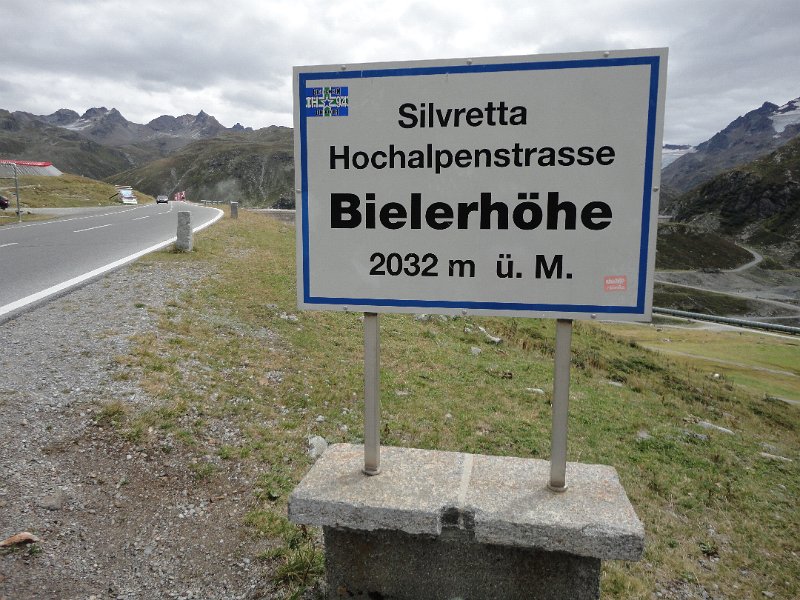 Silvretta
Hochalpenstrasse
Bielerhöhe
2032 m ü. M.